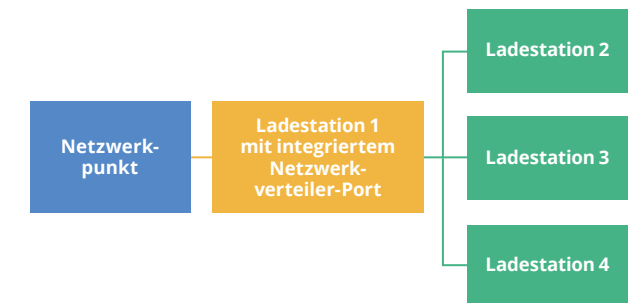 Netzwerk-
punkt
Ladestation 1
mit integriertem
Netzwerk-
verteiler-Port
Ladestation 2
Ladestation 3
Ladestation 4